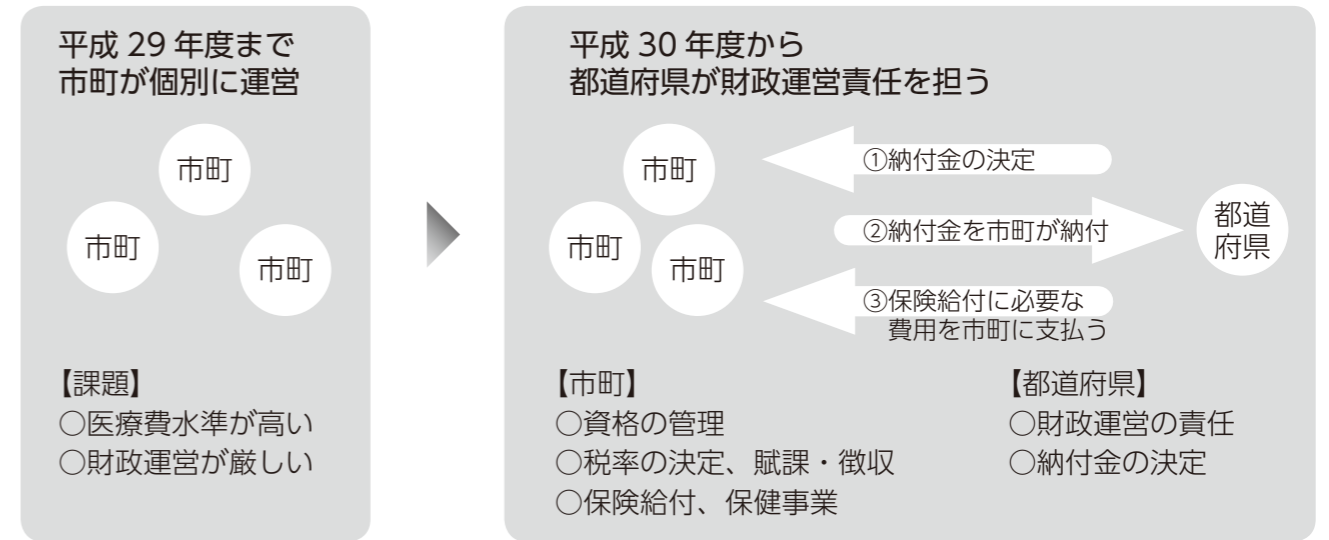 平成 29 年度まで
市町が個別に運営
市町
市町
市町
【課題】
○医療費水準が高い
○財政運営が厳しい
平成 30 年度から
都道府県が財政運営責任を担う
市町
市町
市町
①納付金の決定
②納付金を市町が納付
③保険給付に必要な
費用を市町に支払う
都道
府県
【市町】
○資格の管理
○税率の決定、賦課・徴収
○保険給付、保健事業
【都道府県】
○財政運営の責任
○納付金の決定